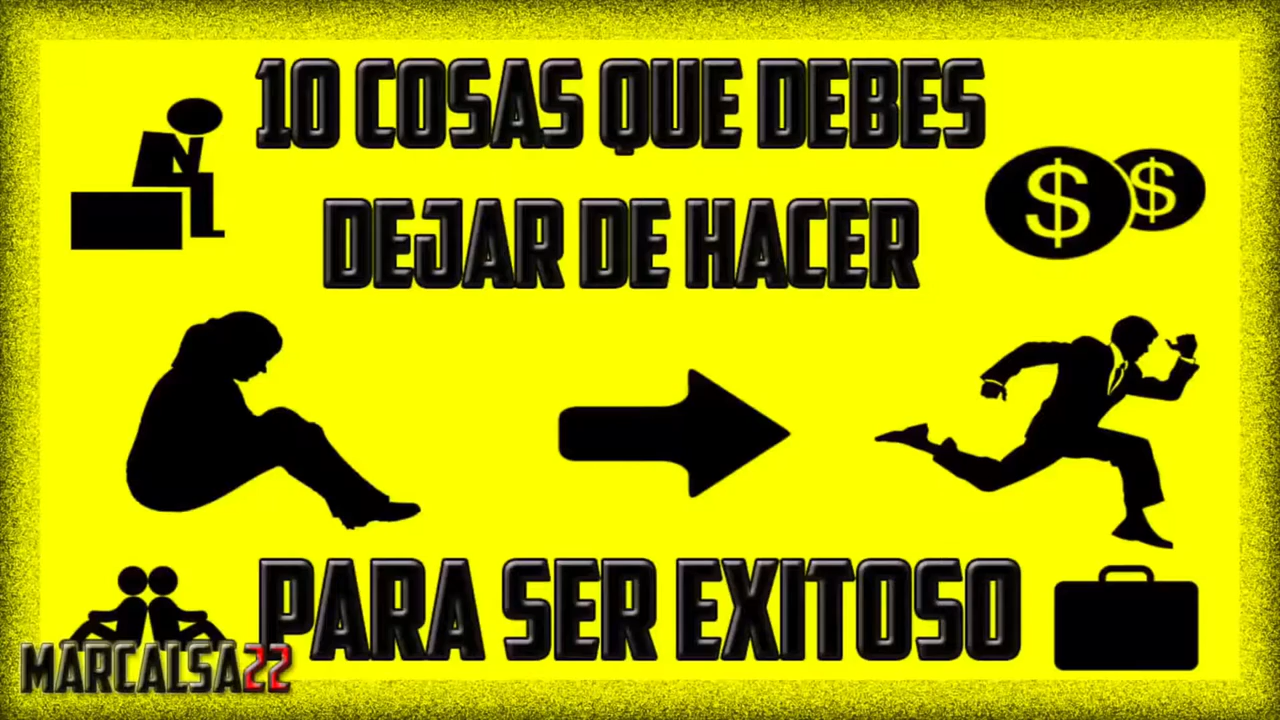 10 COSAS QUE DEBES
DEJAR DE HACER
$ $
PARA SER EXITOSO
MARCALSA22